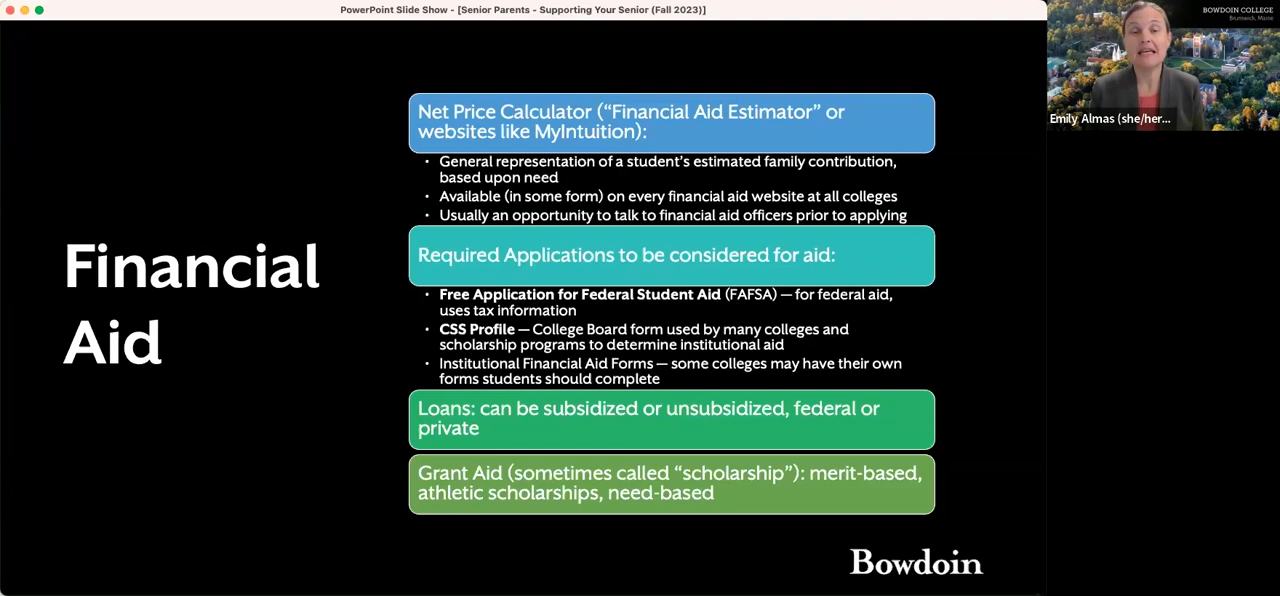 PowerPoint Slide Show - [Senior Parents - Supporting Your Senior (Fall 2023)]
BOWDOIN COLLEGE
Brunswick, Maine
Emily Almas (she/her...
Financial
Aid
Net Price Calculator (“Financial Aid Estimator” or
websites like MyIntuition):
• General representation of a student’s estimated family contribution,
based upon need
• Available (in some form) on every financial aid website at all colleges
• Usually an opportunity to talk to financial aid officers prior to applying
Required Applications to be considered for aid:
• Free Application for Federal Student Aid (FAFSA) — for federal aid,
uses tax information
• CSS Profile — College Board form used by many colleges and
scholarship programs to determine institutional aid
• Institutional Financial Aid Forms — some colleges may have their own
forms students should complete
Loans: can be subsidized or unsubsidized, federal or
private
Grant Aid (sometimes called “scholarship”): merit-based,
athletic scholarships, need-based
Bowdoin